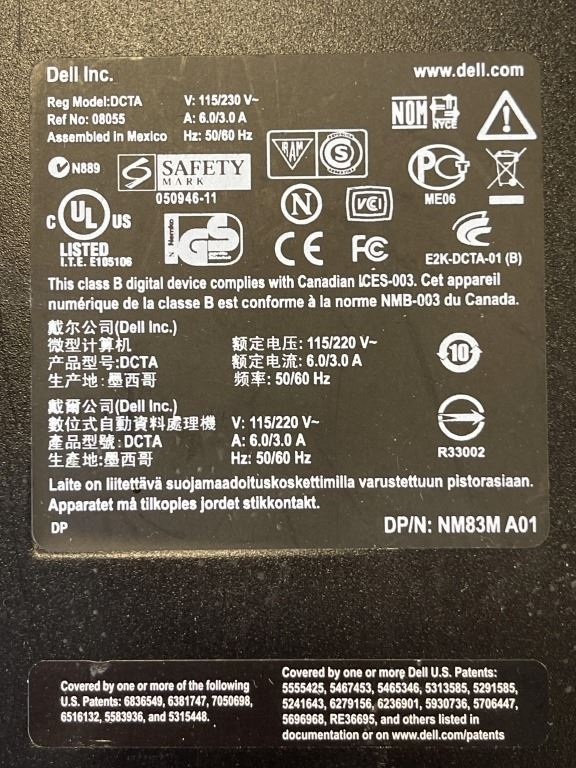 Dell Inc. www.dell.com
Reg Model:DCTA V: 115/230 V~
Ref No: 08055 A: 6.0/3.0 A
Assembled in Mexico Hz: 50/60 Hz
NOM NYCE
N889
SAFETY
MARK
050946-11
RAM S
ME06
C UL US
LISTED
I.T.E. E105106
N Nemko
GS
N VCI
CE FC
E2K-DCTA-01 (B)
This class B digital device complies with Canadian ICES-003. Cet appareil
numérique de la classe B est conforme à la norme NMB-003 du Canada.
戴尔公司(Dell Inc.)
微型计算机 额定电压: 115/220 V~
产品型号:DCTA 额定电流: 6.0/3.0 A
生产地: 墨西哥 频率: 50/60 Hz
10
戴爾公司(Dell Inc.)
數位式自動資料處理機 V: 115/220 V~
產品型號: DCTA A: 6.0/3.0 A
生產地:墨西哥 Hz: 50/60 Hz
R33002
Laite on liitettävä suojamaadoituskoskettimilla varustettuun pistorasiaan.
Apparatet må tilkoples jordet stikkontakt.
DP DP/N: NM83M A01
Covered by one or more of the following
U.S. Patents: 6836549, 6381747, 7050698,
6516132, 5583936, and 5315448.
Covered by one or more Dell U.S. Patents:
5555425, 5467453, 5465346, 5313585, 5291585,
5241643, 6279156, 6236901, 5930736, 5706447,
5696968, RE36695, and others listed in
documentation or on www.dell.com/patents